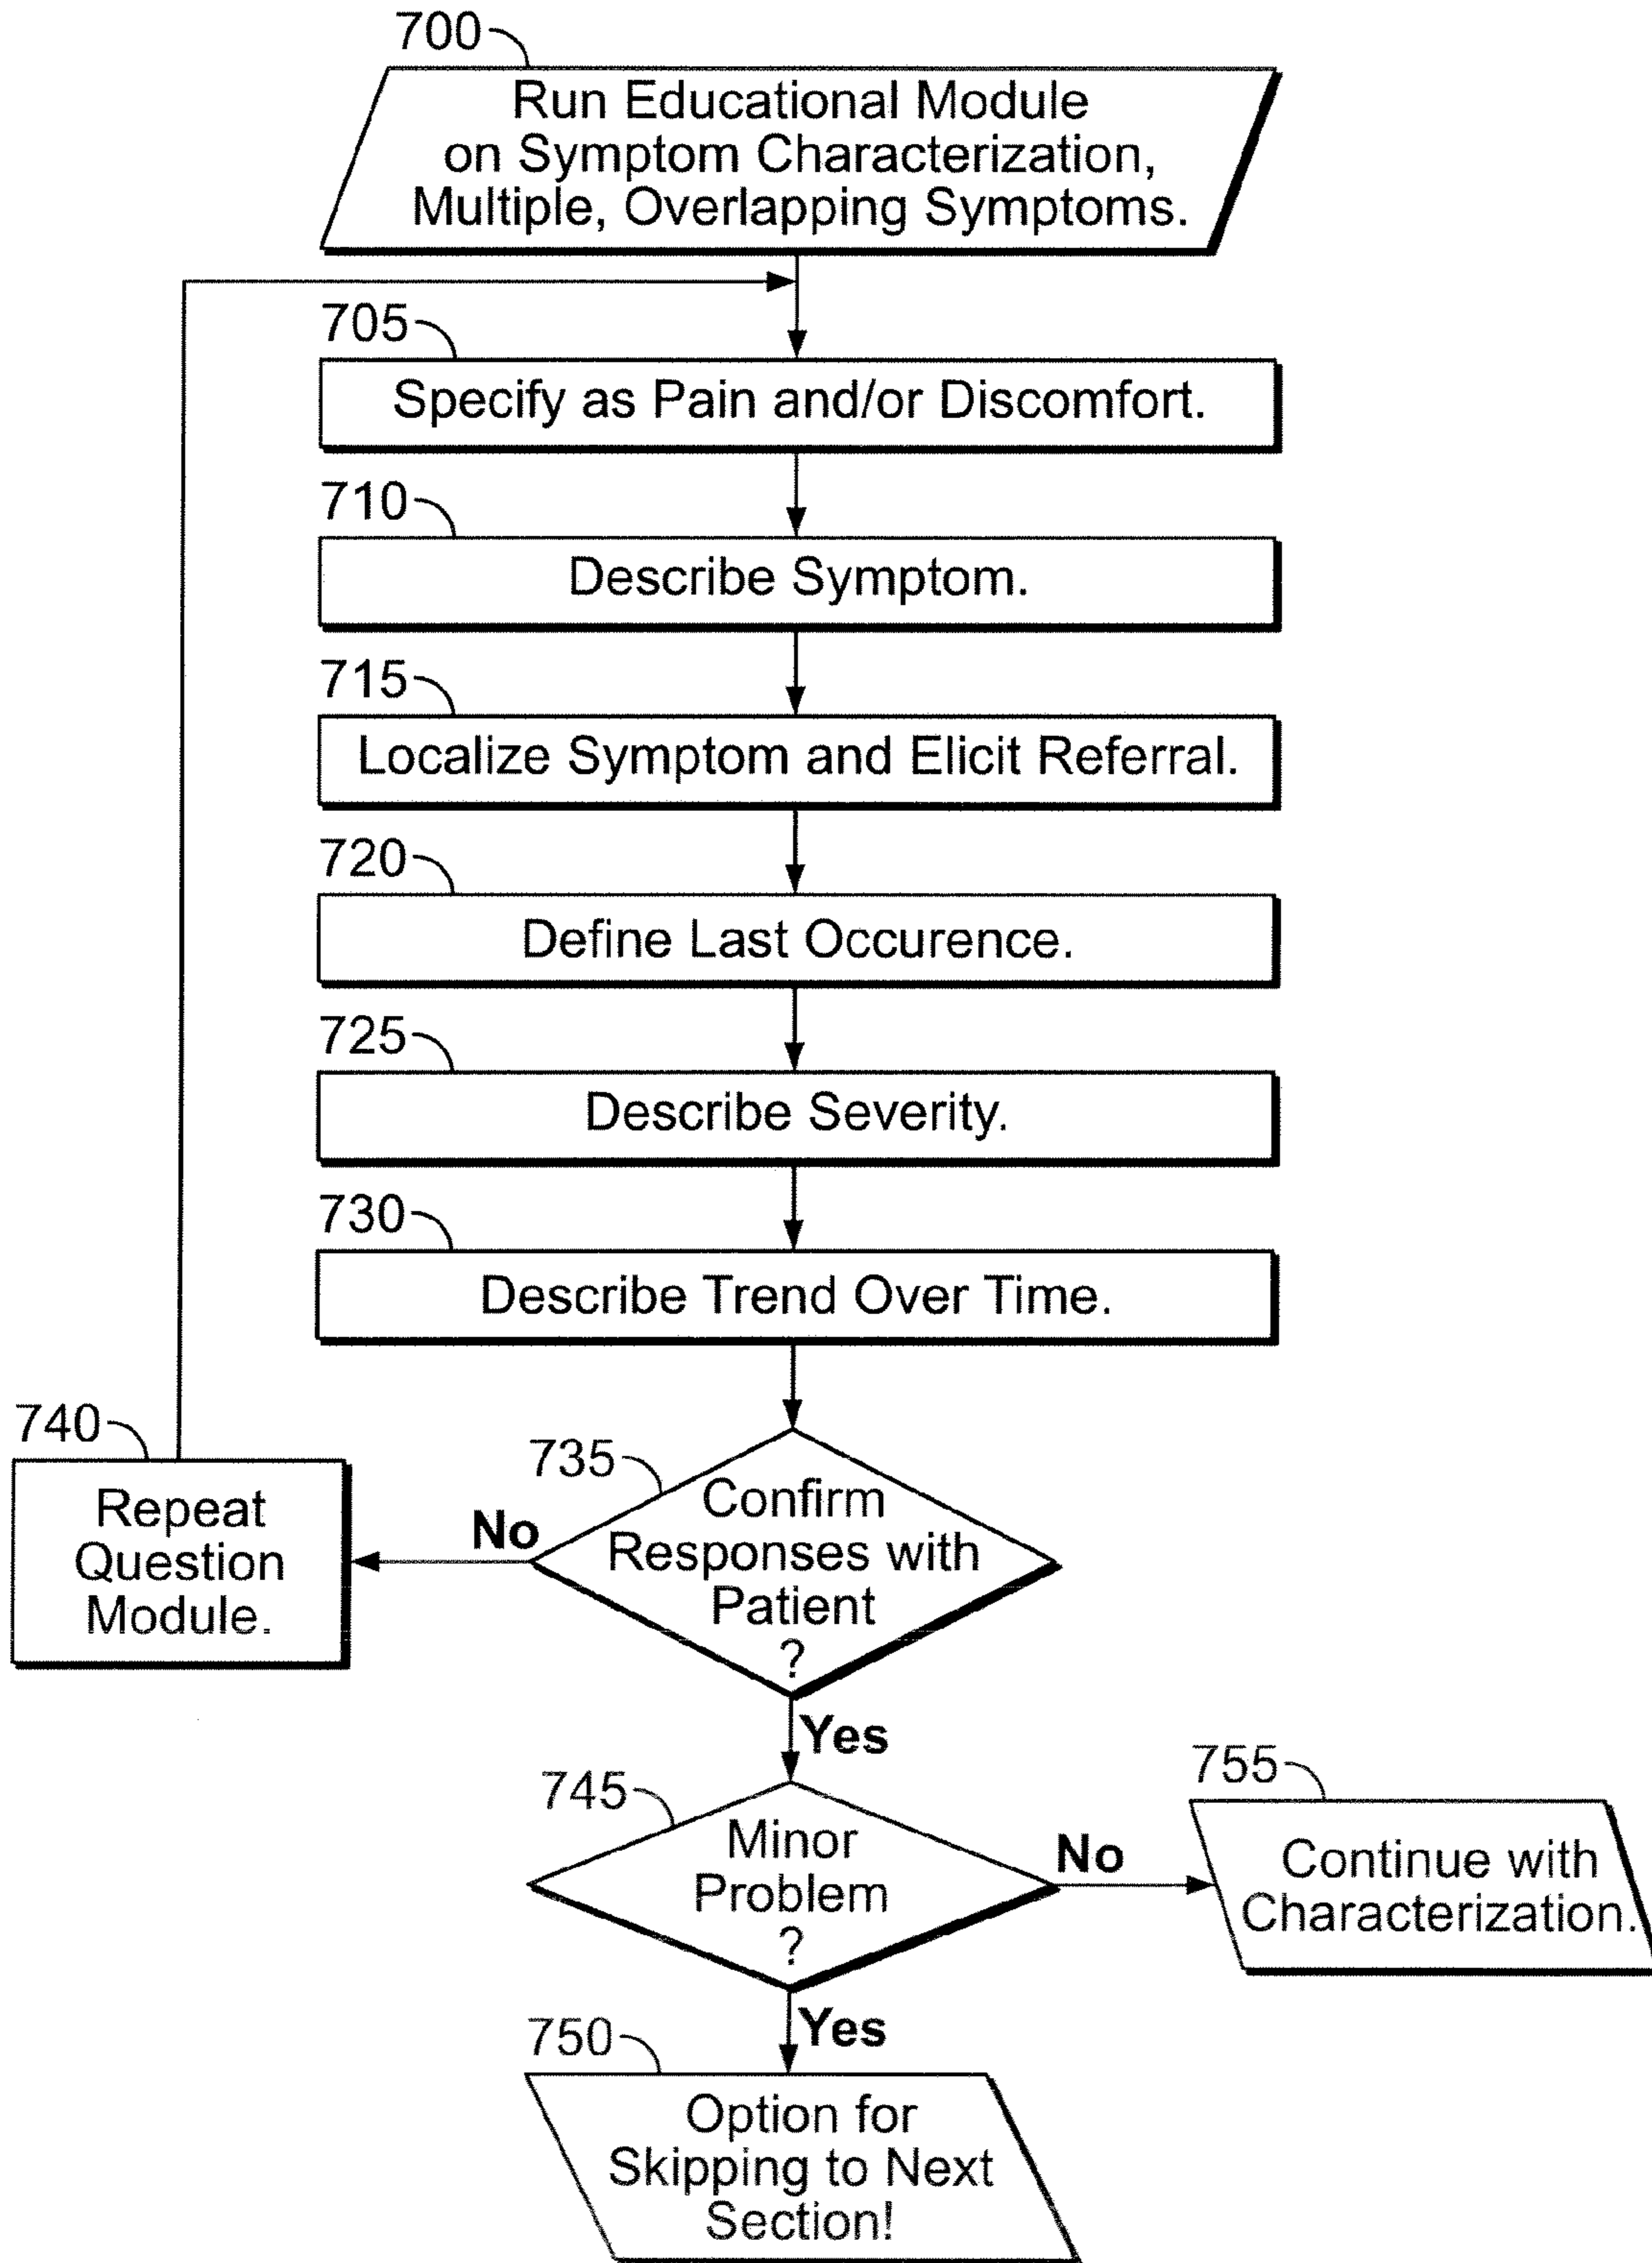 700
Run Educational Module
on Symptom Characterization,
Multiple, Overlapping Symptoms.
705
Specify as Pain and/or Discomfort.
710
Describe Symptom.
715
Localize Symptom and Elicit Referral.
720
Define Last Occurence.
725
Describe Severity.
730
Describe Trend Over Time.
740
Repeat
Question
Module.
No
735
Confirm
Responses with
Patient
?
Yes
745
Minor
Problem
?
No
755
Continue with
Characterization.
Yes
750
Option for
Skipping to Next
Section!